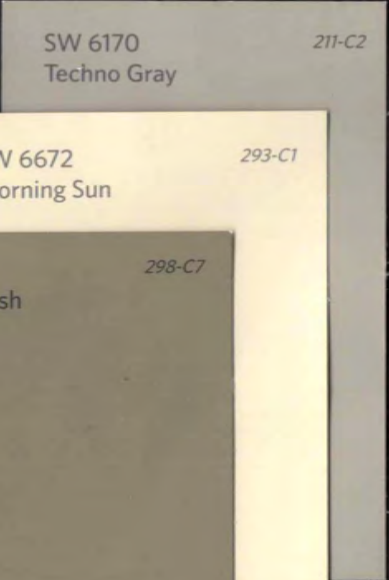 SW 6170 211-C2
Techno Gray
W 6672 293-C1
orning Sun
298-C7
sh